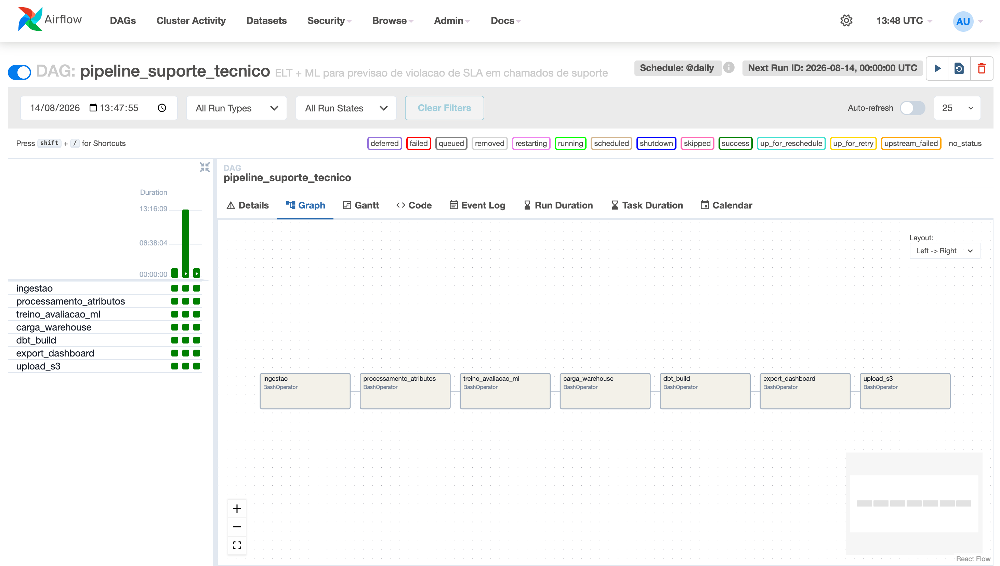 Airflow DAGs Cluster Activity Datasets Security Browse Admin Docs 13:48 UTC AU
DAG: pipeline_suporte_tecnico ELT + ML para previsao de violacao de SLA em chamados de suporte Schedule: @daily i Next Run ID: 2026-08-14, 00:00:00 UTC
14/08/2026 13:47:55 All Run Types All Run States Clear Filters Auto-refresh 25
Press shift + / for Shortcuts deferred failed queued removed restarting running scheduled shutdown skipped success up_for_reschedule up_for_retry upstream_failed no_status
Duration
13:16:09
06:38:04
00:00:00
ingestao
processamento_atributos
treino_avaliacao_ml
carga_warehouse
dbt_build
export_dashboard
upload_s3
DAG
pipeline_suporte_tecnico
Details Graph Gantt Code Event Log Run Duration Task Duration Calendar
Layout:
Left -> Right
ingestao
BashOperator
processamento_atributos
BashOperator
treino_avaliacao_ml
BashOperator
carga_warehouse
BashOperator
dbt_build
BashOperator
export_dashboard
BashOperator
upload_s3
BashOperator
React Flow